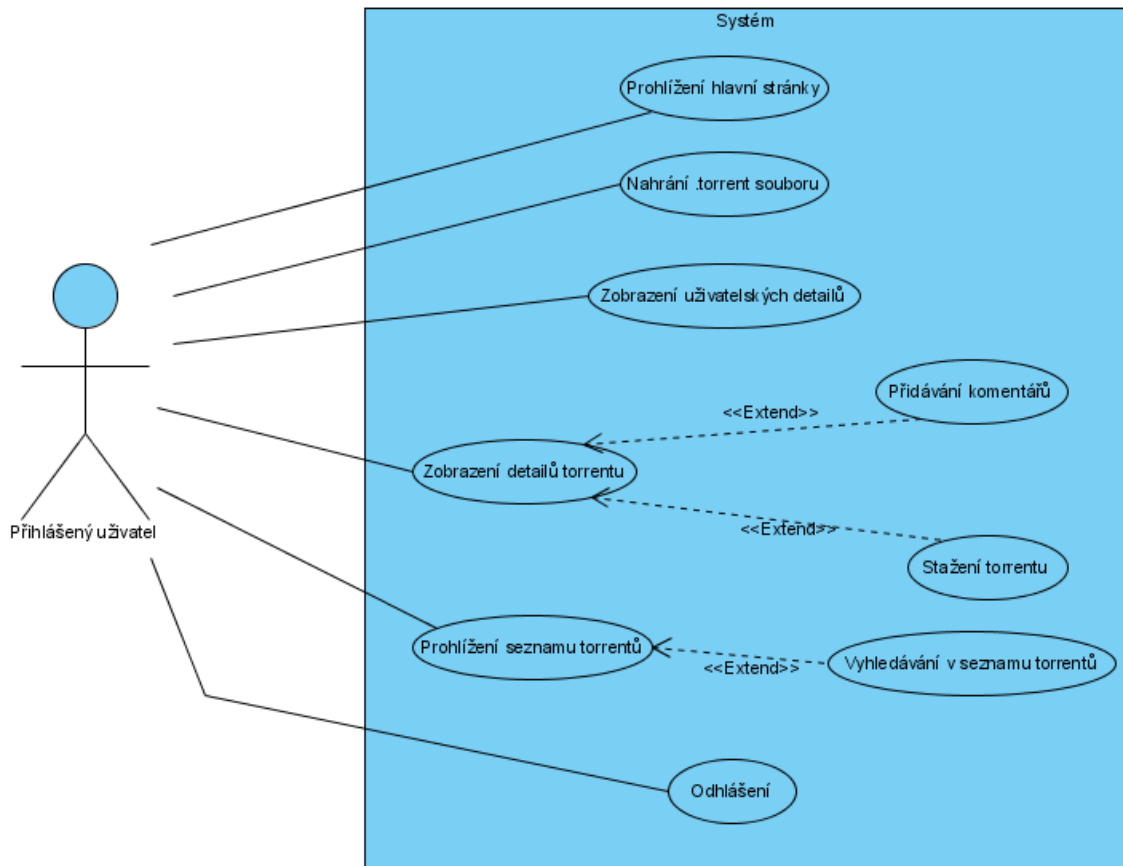 Systém
Prohlížení hlavní stránky
Nahrání .torrent souboru
Zobrazení uživatelských detailů
Přidávání komentářů
<<Extend>>
Zobrazení detailů torrentu
<<Extend>>
Přihlášený uživatel
Stažení torrentu
Prohlížení seznamu torrentů
<<Extend>>
Vyhledávání v seznamu torrentů
Odhlášení